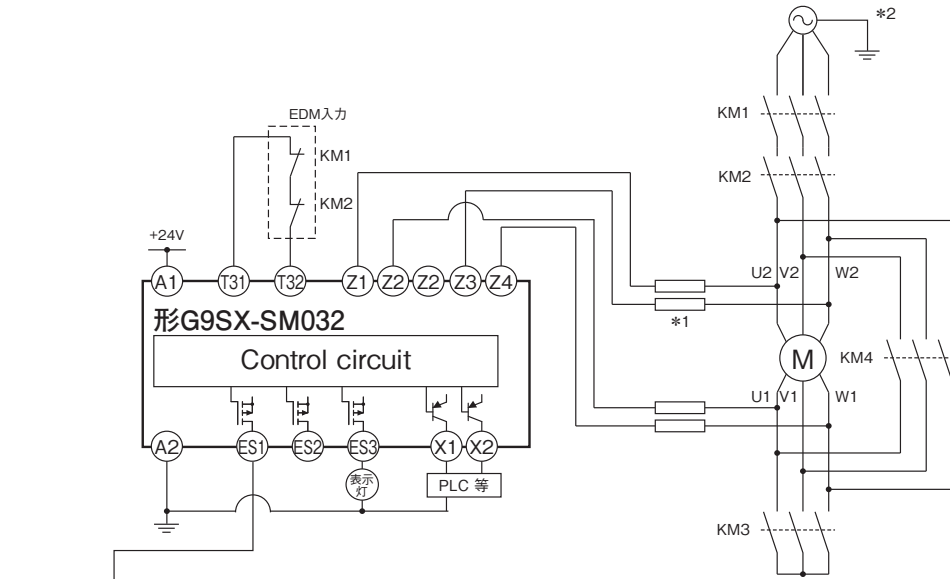 *2
KM1
EDM入力
KM1
KM2
KM2
+24V
A1
T31
T32
Z1
Z2
Z2
Z3
Z4
U2
V2
W2
形G9SX-SM032
*1
Control circuit
M
KM4
U1
V1
W1
A2
ES1
ES2
ES3
X1
X2
表示
灯
PLC 等
KM3